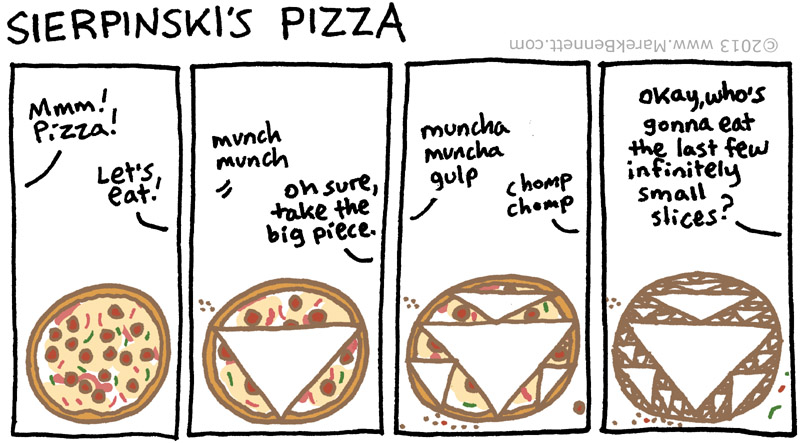 SIERPINSKI'S PIZZA
©2013 www.MarekBennett.com
Mmm!
Pizza!
Let's
eat!
munch
munch
oh sure,
take the
big piece.
muncha
muncha
gulp
chomp
chomp
Okay, who's
gonna eat
the last few
infinitely
small
slices?